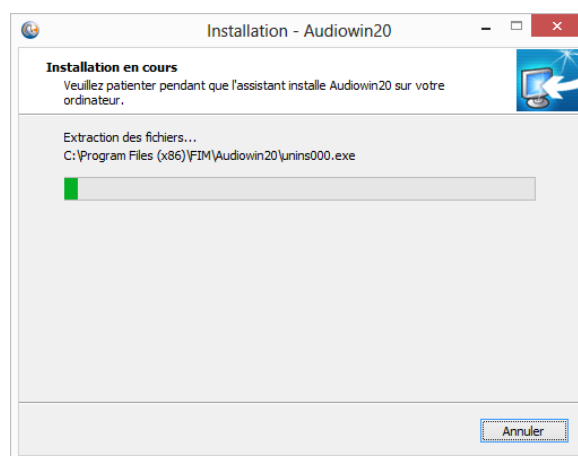 Installation - Audiowin20
Installation en cours
Veuillez patienter pendant que l'assistant installe Audiowin20 sur votre
ordinateur.
Extraction des fichiers...
C:\Program Files (x86)\FIM\Audiowin20\unins000.exe
Annuler